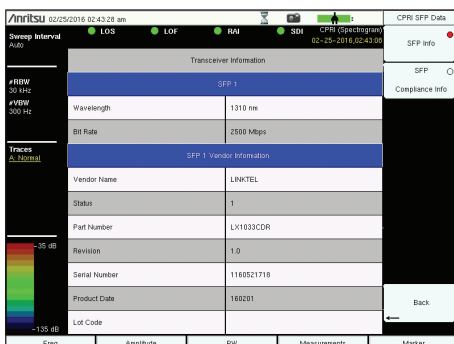 Anritsu 02/25/2016 02:43:28 am
CPRI SFP Data
Sweep Interval
Auto
LOS
LOF
RAI
SDI
CPRI (Spectrogram)
02-25-2016,02:43:06
SFP Info
SFP
Compliance Info
#RBW
30 kHz
#VBW
300 Hz
Traces
A: Normal
-35 dB
-135 dB
Transceiver Information
SFP 1
Wavelength 1310 nm
Bit Rate 2500 Mbps
SFP 1 Vendor Information
Vendor Name LINKTEL
Status 1
Part Number LX1033CDR
Revision 1.0
Serial Number 1160521718
Product Date 160201
Lot Code
Back
Freq Amplitude BW Measurements Marker